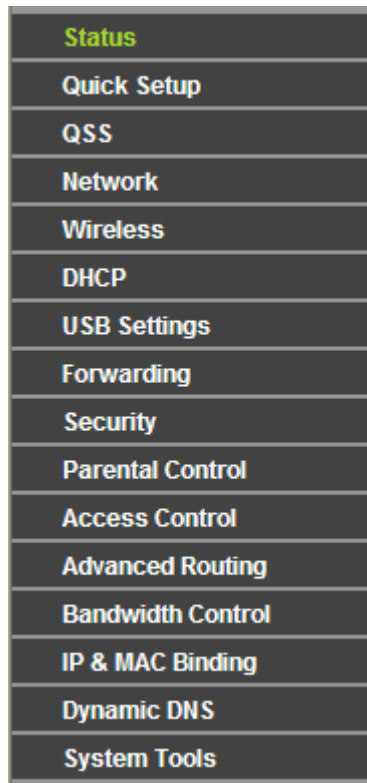 Status
Quick Setup
QSS
Network
Wireless
DHCP
USB Settings
Forwarding
Security
Parental Control
Access Control
Advanced Routing
Bandwidth Control
IP & MAC Binding
Dynamic DNS
System Tools